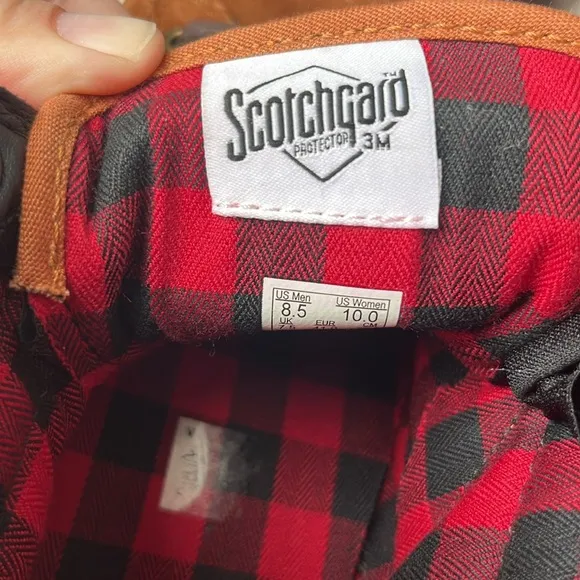 Scotchgard™
PROTECTOR 3M
US Men US Women
8.5 10.0
UK EUR CM